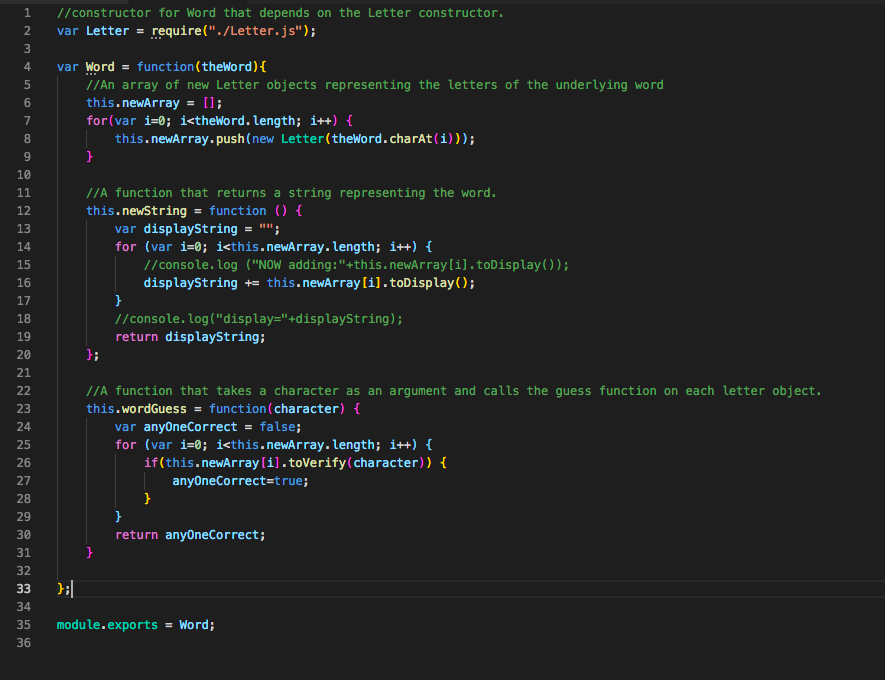 1 //constructor for Word that depends on the Letter constructor.
2 var Letter = require("./Letter.js");
3
4 var Word = function(theWord){
5     //An array of new Letter objects representing the letters of the underlying word
6     this.newArray = [];
7     for(var i=0; i<theWord.length; i++) {
8         this.newArray.push(new Letter(theWord.charAt(i)));
9     }
10
11     //A function that returns a string representing the word.
12     this.newString = function () {
13         var displayString = "";
14         for (var i=0; i<this.newArray.length; i++) {
15             //console.log ("NOW adding:"+this.newArray[i].toDisplay());
16             displayString += this.newArray[i].toDisplay();
17         }
18         //console.log("display="+displayString);
19         return displayString;
20     };
21
22     //A function that takes a character as an argument and calls the guess function on each letter object.
23     this.wordGuess = function(character) {
24         var anyOneCorrect = false;
25         for (var i=0; i<this.newArray.length; i++) {
26             if(this.newArray[i].toVerify(character)) {
27                 anyOneCorrect=true;
28             }
29         }
30         return anyOneCorrect;
31     }
32
33 };
34
35 module.exports = Word;
36